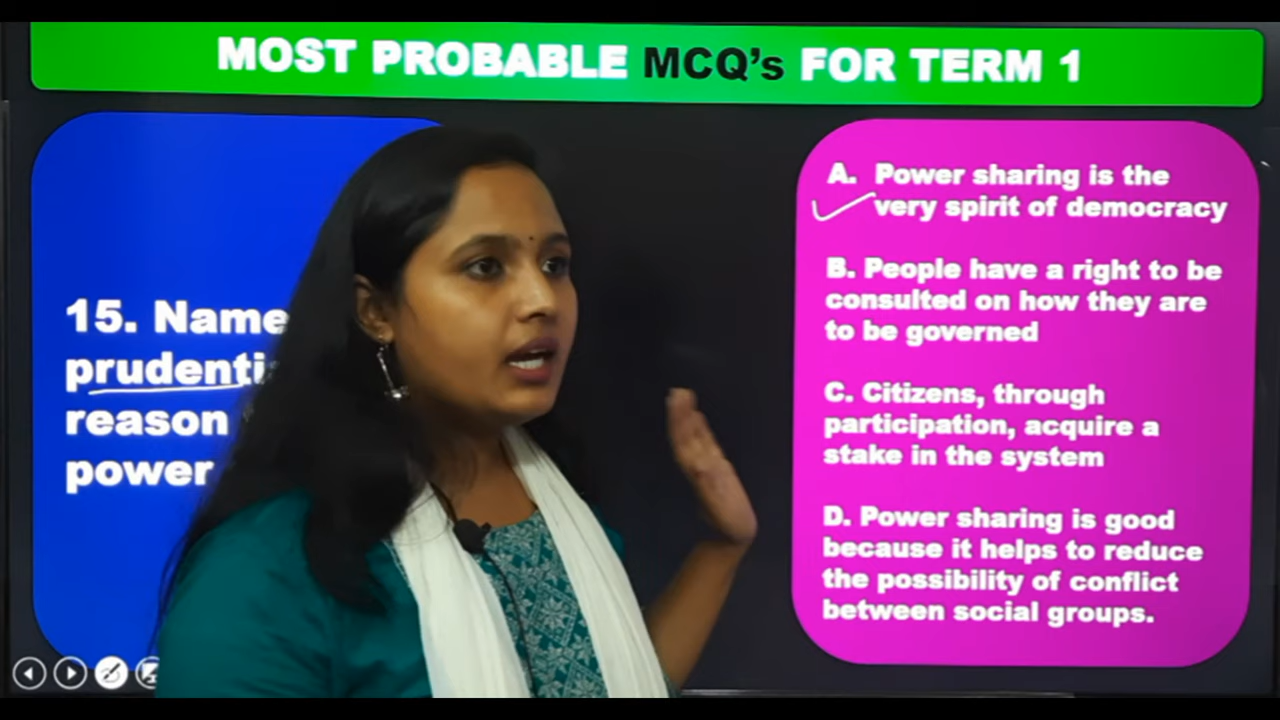 MOST PROBABLE MCQ's FOR TERM 1
15. Name
reason
power
A. Power sharing is the
very spirit of democracy
B. People have a right to be
consulted on how they are
to be governed
C. Citizens, through
participation, acquire a
stake in the system
D. Power sharing is good
because it helps to reduce
the possibility of conflict
between social groups.